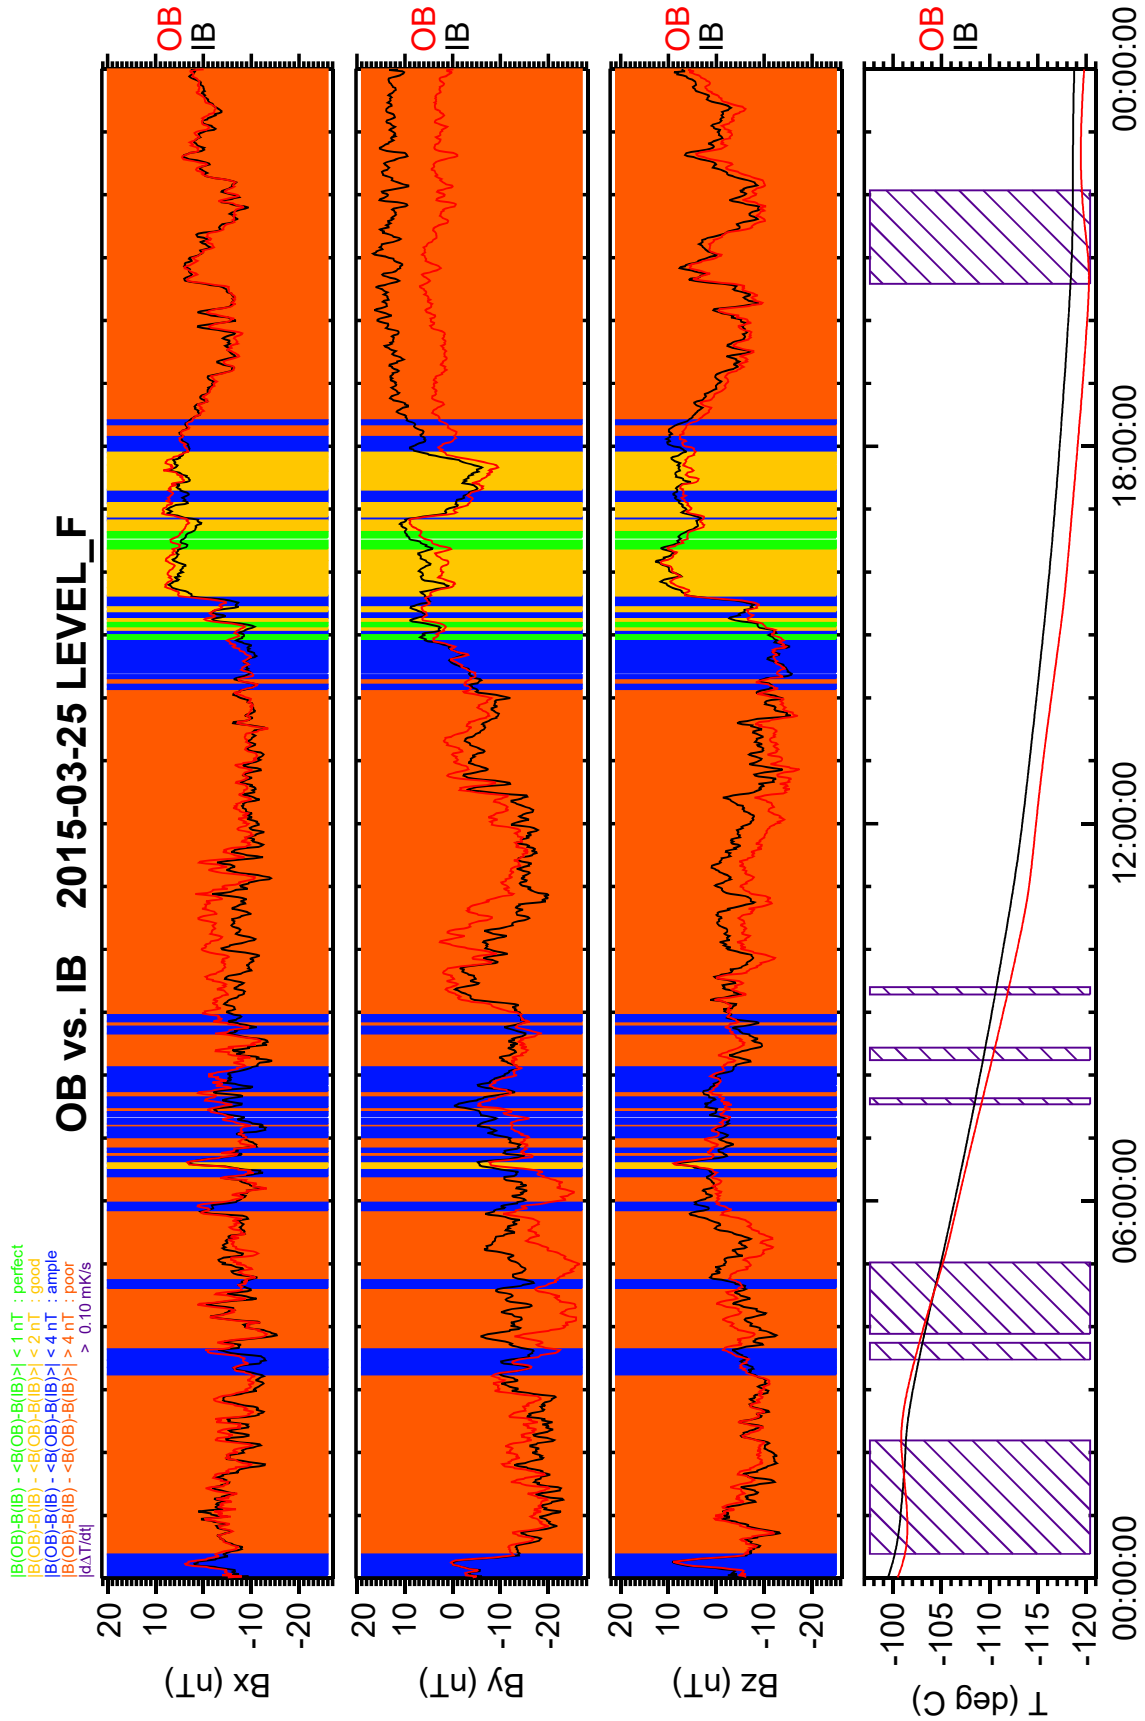 OB vs. IB 2015-03-25 LEVEL_F
|B(OB)-B(IB) - <B(OB)-B(IB)>| < 1 nT : perfect
|B(OB)-B(IB) - <B(OB)-B(IB)>| < 2 nT : good
|B(OB)-B(IB) - <B(OB)-B(IB)>| < 4 nT : ample
|B(OB)-B(IB) - <B(OB)-B(IB)>| > 4 nT : poor
|dΔT/dt| > 0.10 mK/s
Bx (nT)
20
10
0
-10
-20
OB
IB
By (nT)
20
10
0
-10
-20
OB
IB
Bz (nT)
20
10
0
-10
-20
OB
IB
T (deg C)
-100
-105
-110
-115
-120
OB
IB
00:00:00
06:00:00
12:00:00
18:00:00
00:00:00